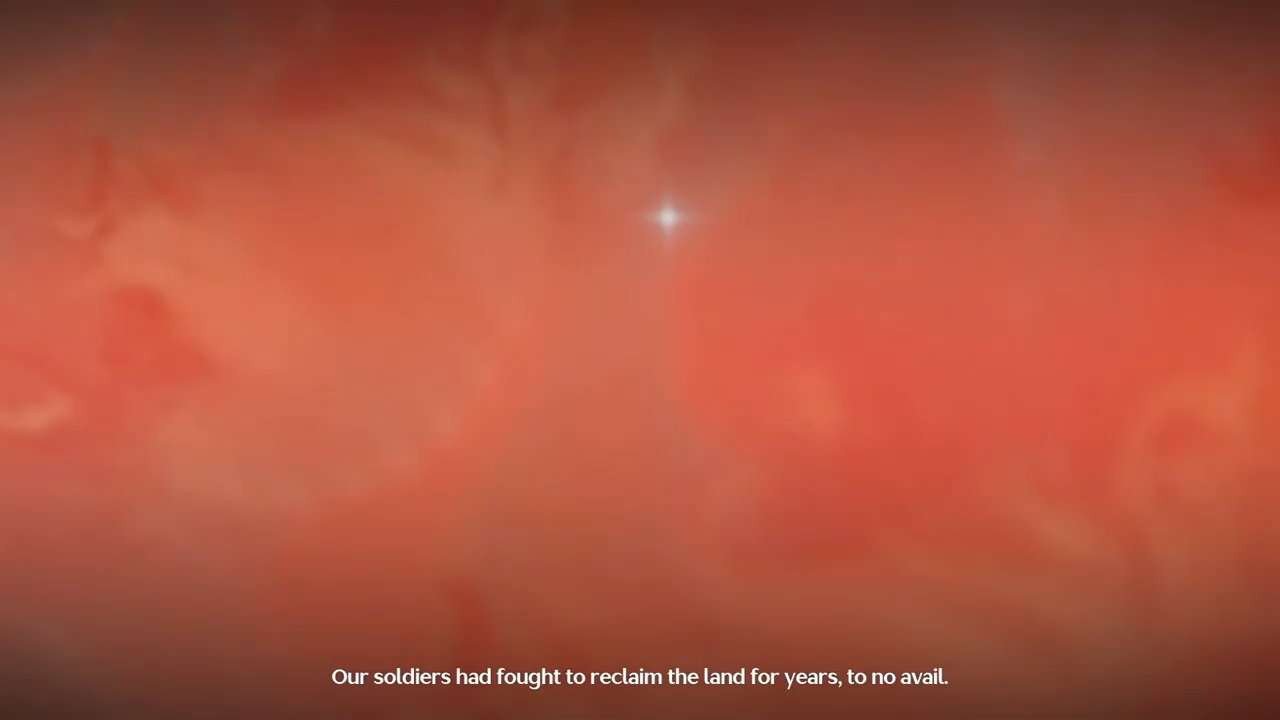 Our soldiers had fought to reclaim the land for years, to no avail.